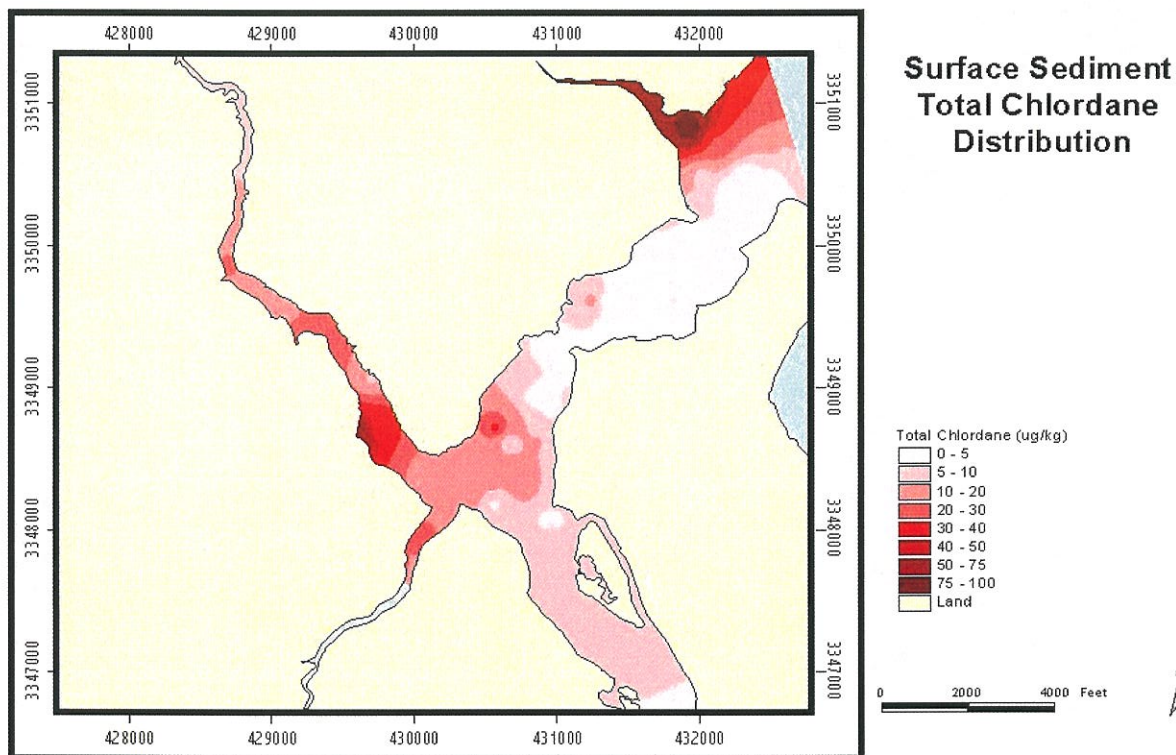 428000 429000 430000 431000 432000
Surface Sediment
Total Chlordane
Distribution
3351000
3350000
3349000
3348000
3347000
3351000
3350000
3349000
3348000
3347000
Total Chlordane (ug/kg)
0 - 5
5 - 10
10 - 20
20 - 30
30 - 40
40 - 50
50 - 75
75 - 100
Land
0 2000 4000 Feet
428000 429000 430000 431000 432000